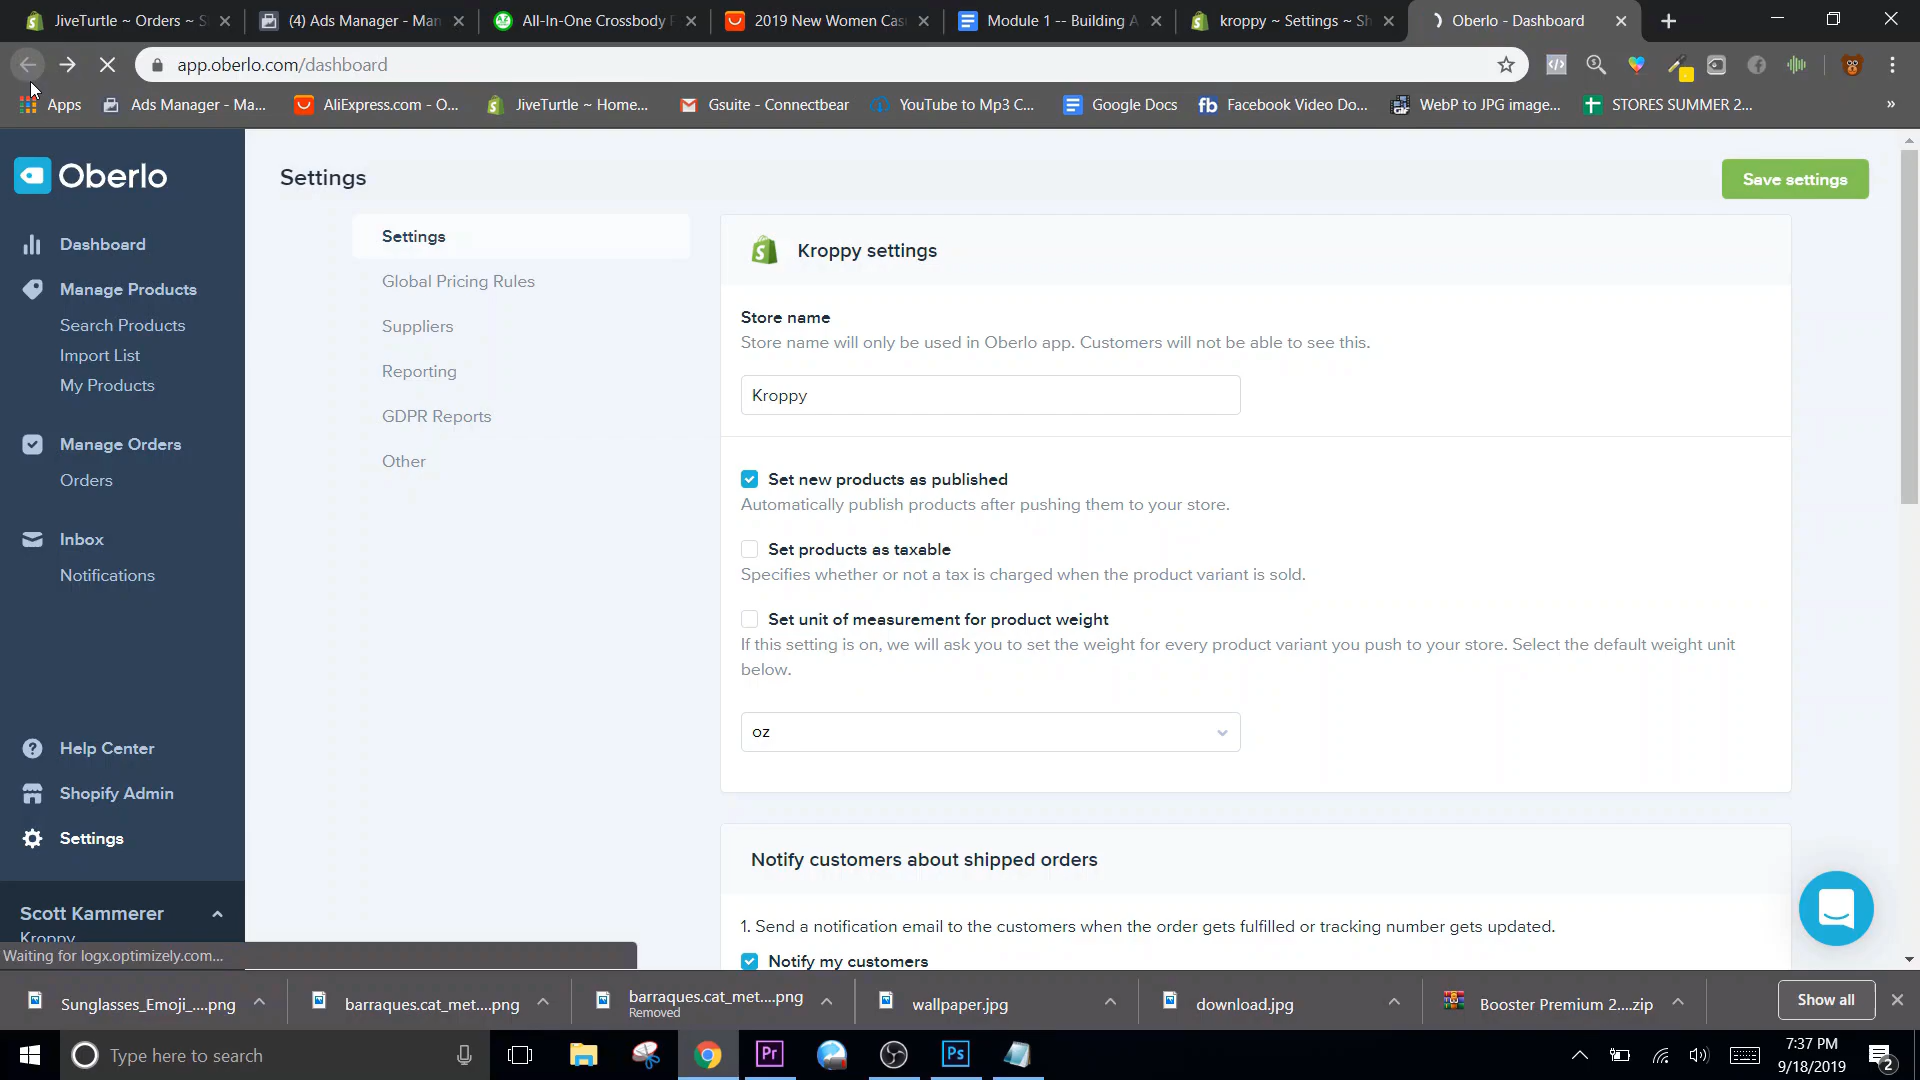 JiveTurtle ~ Orders ~ S
(4) Ads Manager - Man
All-In-One Crossbody P
2019 New Women Cas
Module 1 -- Building A
kroppy ~ Settings ~ Sh
Oberlo - Dashboard
app.oberlo.com/dashboard
Apps
Ads Manager - Ma...
AliExpress.com - O...
JiveTurtle ~ Home...
Gsuite - Connectbear
YouTube to Mp3 C...
Google Docs
fb Facebook Video Do...
WebP to JPG image...
STORES SUMMER 2...
Oberlo
Dashboard
Manage Products
Search Products
Import List
My Products
Manage Orders
Orders
Inbox
Notifications
Help Center
Shopify Admin
Settings
Scott Kammerer
Kroppy
Waiting for logx.optimizely.com...
Settings
Save settings
Settings
Global Pricing Rules
Suppliers
Reporting
GDPR Reports
Other
Kroppy settings
Store name
Store name will only be used in Oberlo app. Customers will not be able to see this.
Kroppy
Set new products as published
Automatically publish products after pushing them to your store.
Set products as taxable
Specifies whether or not a tax is charged when the product variant is sold.
Set unit of measurement for product weight
If this setting is on, we will ask you to set the weight for every product variant you push to your store. Select the default weight unit
below.
oz
Notify customers about shipped orders
1. Send a notification email to the customers when the order gets fulfilled or tracking number gets updated.
Notify my customers
Sunglasses_Emoji_....png
barraques.cat_met....png
barraques.cat_met....png
Removed
wallpaper.jpg
download.jpg
Booster Premium 2....zip
Show all
Type here to search
Pr
Ps
7:37 PM
9/18/2019
2